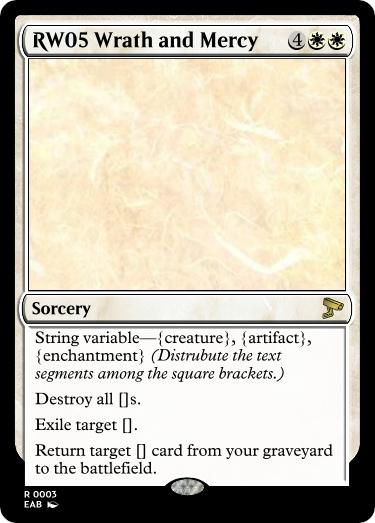 RW05 Wrath and Mercy 4
Sorcery
String variable—{creature}, {artifact},
{enchantment} (Distrubute the text
segments among the square brackets.)
Destroy all []s.
Exile target [].
Return target [] card from your graveyard
to the battlefield.
R 0003
EAB